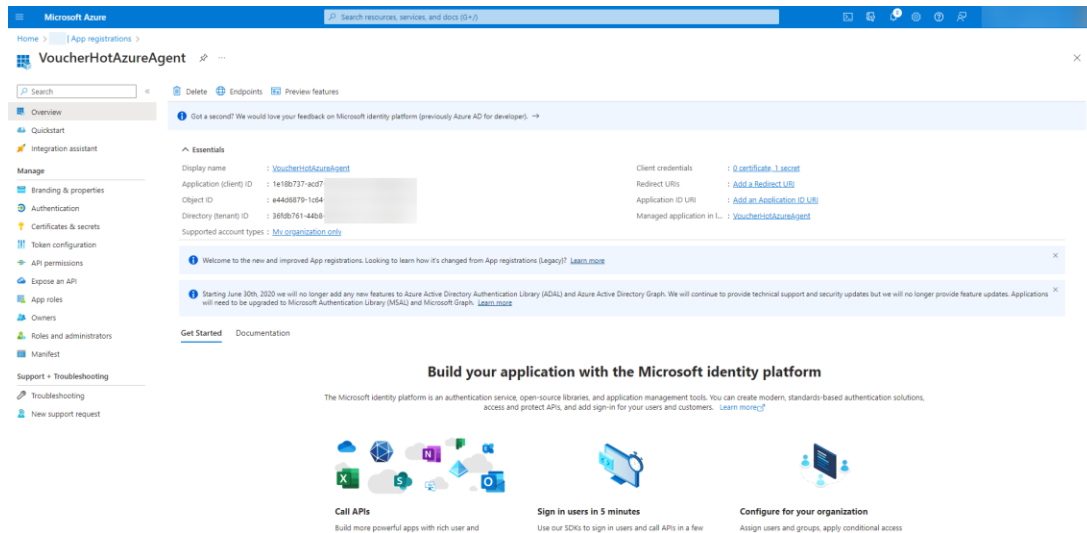 Microsoft Azure
Search resources, services, and docs (G+/)
Home > | App registrations >
VoucherHotAzureAgent
Search
Delete Endpoints Preview features
Overview
Got a second? We would love your feedback on Microsoft identity platform (previously Azure AD for developer). →
Quickstart
Integration assistant
Essentials
Manage
Display name : VoucherHotAzureAgent
Client credentials : 0 certificate, 1 secret
Branding & properties
Application (client) ID : 1e18b737-acd7-
Redirect URIs : Add a Redirect URI
Authentication
Object ID : e44d6879-1c64-
Application ID URI : Add an Application ID URI
Certificates & secrets
Directory (tenant) ID : 36fdb761-44b8-
Managed application in l... : VoucherHotAzureAgent
Token configuration
Supported account types : My organization only
API permissions
Welcome to the new and improved App registrations. Looking to learn how it's changed from App registrations (Legacy)? Learn more
Expose an API
App roles
Starting June 30th, 2020 we will no longer add any new features to Azure Active Directory Authentication Library (ADAL) and Azure Active Directory Graph. We will continue to provide technical support and security updates but we will no longer provide feature updates. Applications
will need to be upgraded to Microsoft Authentication Library (MSAL) and Microsoft Graph. Learn more
Owners
Roles and administrators
Get Started Documentation
Manifest
Support + Troubleshooting
Build your application with the Microsoft identity platform
Troubleshooting
The Microsoft identity platform is an authentication service, open-source libraries, and application management tools. You can create modern, standards-based authentication solutions,
access and protect APIs, and add sign-in for your users and customers. Learn more
New support request
Call APIs
Build more powerful apps with rich user and
Sign in users in 5 minutes
Use our SDKs to sign in users and call APIs in a few
Configure for your organization
Assign users and groups, apply conditional access